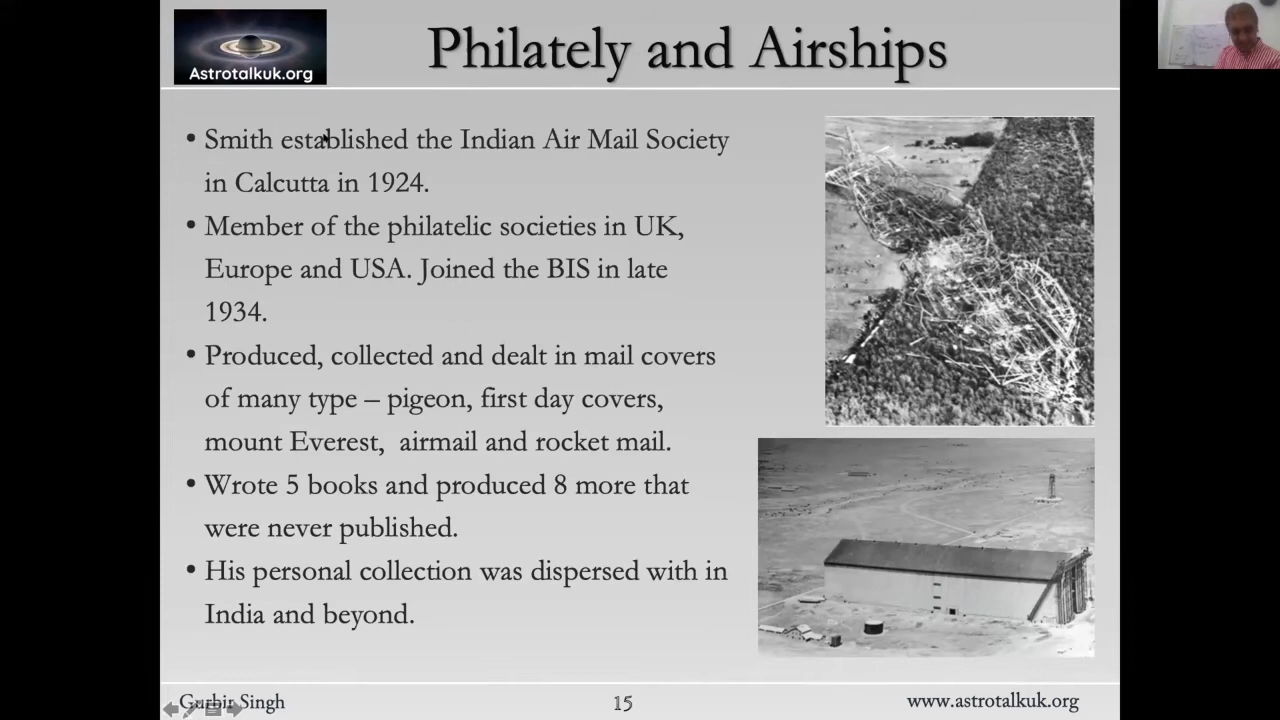 Astrotalkuk.org
Philately and Airships
• Smith established the Indian Air Mail Society
in Calcutta in 1924.
• Member of the philatelic societies in UK,
Europe and USA. Joined the BIS in late
1934.
• Produced, collected and dealt in mail covers
of many type – pigeon, first day covers,
mount Everest, airmail and rocket mail.
• Wrote 5 books and produced 8 more that
were never published.
• His personal collection was dispersed with in
India and beyond.
Gurbir Singh
15
www.astrotalkuk.org